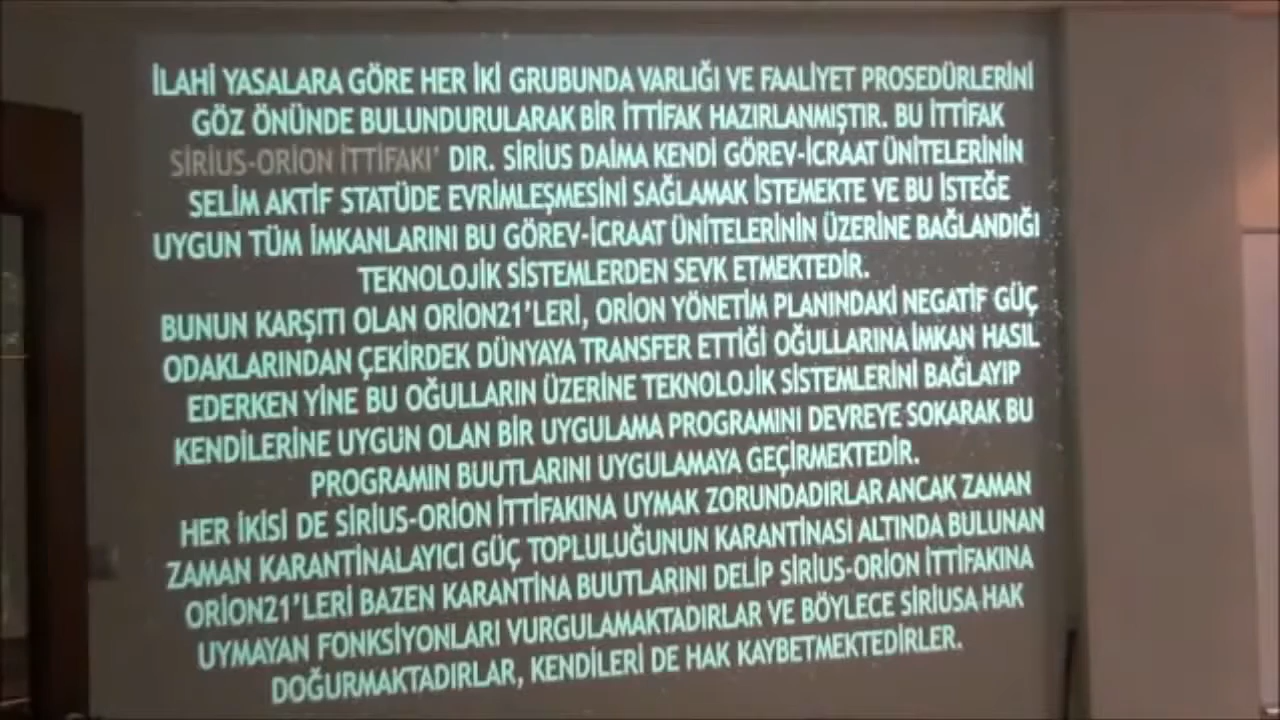 İLAHİ YASALARA GÖRE HER İKİ GRUBUNDA VARLIĞI VE FAALİYET PROSEDÜRLERİNİ
GÖZ ÖNÜNDE BULUNDURULARAK BİR İTTİFAK HAZIRLANMIŞTIR. BU İTTİFAK
SİRİUS-ORİON İTTİFAKI' DIR. SİRİUS DAİMA KENDİ GÖREV-İCRAAT ÜNİTELERİNİN
SELİM AKTİF STATÜDE EVRİMLEŞMESİNİ SAĞLAMAK İSTEMEKTE VE BU İSTEĞE
UYGUN TÜM İMKANLARINI BU GÖREV-İCRAAT ÜNİTELERİNİN ÜZERİNE BAĞLANDIĞI
TEKNOLOJİK SİSTEMLERDEN SEVK ETMEKTEDİR.
BUNUN KARŞITI OLAN ORİON21'LERİ, ORİON YÖNETİM PLANINDAKİ NEGATİF GÜÇ
ODAKLARINDAN ÇEKİRDEK DÜNYAYA TRANSFER ETTİĞİ OĞULLARINA İMKAN HASIL
EDERKEN YİNE BU OĞULLARIN ÜZERİNE TEKNOLOJİK SİSTEMLERİNİ BAĞLAYIP
KENDİLERİNE UYGUN OLAN BİR UYGULAMA PROGRAMINI DEVREYE SOKARAK BU
PROGRAMIN BUUTLARINI UYGULAMAYA GEÇİRMEKTEDİR.
HER İKİSİ DE SİRİUS-ORİON İTTİFAKINA UYMAK ZORUNDADIRLAR ANCAK ZAMAN
ZAMAN KARANTİNALAYICI GÜÇ TOPLULUĞUNUN KARANTİNASI ALTINDA BULUNAN
ORİON21'LERİ BAZEN KARANTİNA BUUTLARINI DELİP SİRİUS-ORİON İTTİFAKINA
UYMAYAN FONKSİYONLARI VURGULAMAKTADIRLAR VE BÖYLECE SİRİUSA HAK
DOĞURMAKTADIRLAR, KENDİLERİ DE HAK KAYBETMEKTEDİRLER.